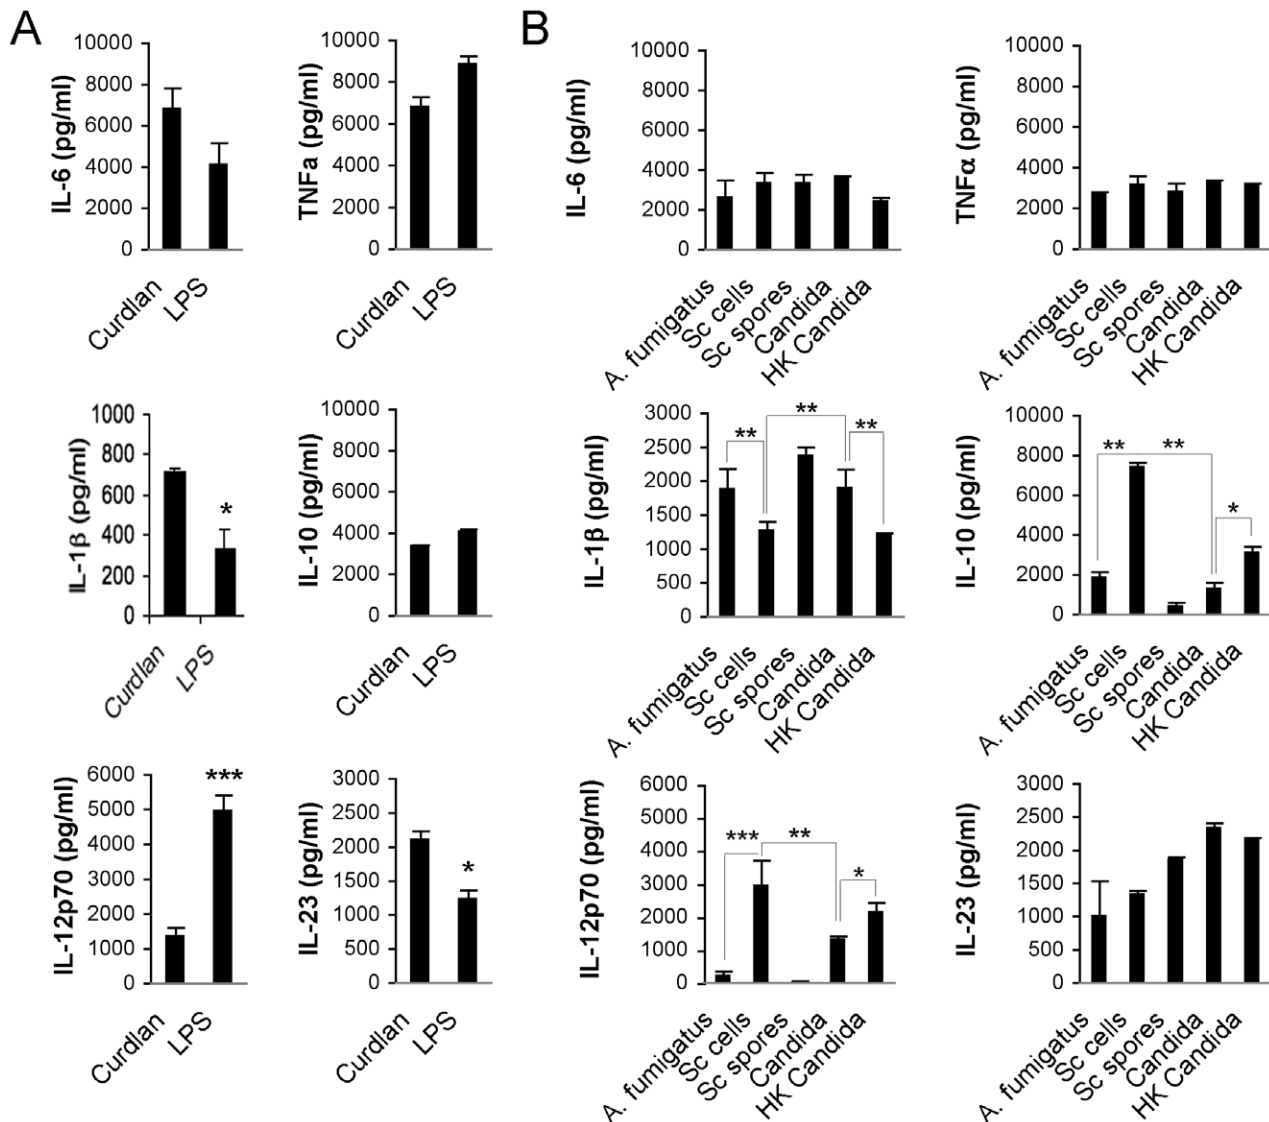 A
B
IL-6 (pg/ml)
10000
8000
6000
4000
2000
0
Curdlan
LPS
TNFa (pg/ml)
10000
8000
6000
4000
2000
0
Curdlan
LPS
IL-6 (pg/ml)
10000
8000
6000
4000
2000
0
A. fumigatus
Sc cells
Sc spores
Candida
HK Candida
TNFα (pg/ml)
10000
8000
6000
4000
2000
0
A. fumigatus
Sc cells
Sc spores
Candida
HK Candida
IL-1β (pg/ml)
1000
800
600
400
200
0
*
Curdlan
LPS
IL-10 (pg/ml)
10000
8000
6000
4000
2000
0
Curdlan
LPS
IL-1β (pg/ml)
3000
2500
2000
1500
1000
500
0
**
**
**
A. fumigatus
Sc cells
Sc spores
Candida
HK Candida
IL-10 (pg/ml)
10000
8000
6000
4000
2000
0
**
**
*
A. fumigatus
Sc cells
Sc spores
Candida
HK Candida
IL-12p70 (pg/ml)
6000
5000
4000
3000
2000
1000
0
***
Curdlan
LPS
IL-23 (pg/ml)
3000
2500
2000
1500
1000
500
0
*
Curdlan
LPS
IL-12p70 (pg/ml)
6000
5000
4000
3000
2000
1000
0
***
**
*
A. fumigatus
Sc cells
Sc spores
Candida
HK Candida
IL-23 (pg/ml)
3000
2500
2000
1500
1000
500
0
A. fumigatus
Sc cells
Sc spores
Candida
HK Candida